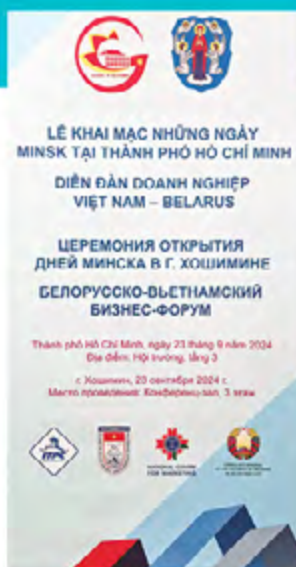 LỄ KHAI MẠC NHỮNG NGÀY
MINSK TẠI THÀNH PHỐ HỒ CHÍ MINH
DIỄN ĐÀN DOANH NGHIỆP
VIỆT NAM – BELARUS
ЦЕРЕМОНИЯ ОТКРЫТИЯ
ДНЕЙ МИНСКА В Г. ХОШИМИНЕ
БЕЛОРУССКО-ВЬЕТНАМСКИЙ
БИЗНЕС-ФОРУМ
Thành phố Hồ Chí Minh, ngày 23 tháng 9 năm 2024
Địa điểm: Hội trường, tầng 3
г. Хошимин, 23 сентября 2024 г.
Место проведения: Конференц-зал, 3 этаж
ITPC
NATIONAL CENTRE
FOR MARKETING